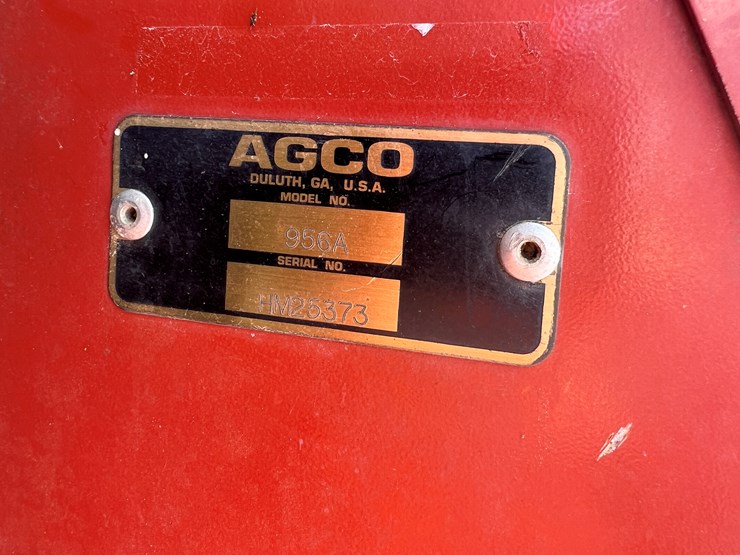 AGCO
DULUTH, GA, U.S.A.
MODEL NO.
956A
SERIAL NO.
HM25373